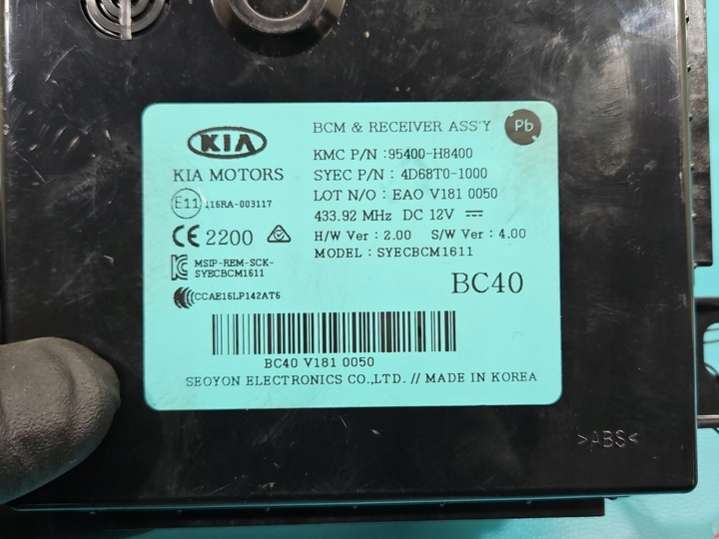 KIA
KIA MOTORS
BCM & RECEIVER ASS'Y
Pb
KMC P/N : 95400-H8400
SYEC P/N : 4D68T0-1000
LOT N/O : EAO V181 0050
433.92 MHz DC 12V
H/W Ver : 2.00 S/W Ver : 4.00
MODEL : SYECBCM1611
E11 116RA-003117
CE 2200
MSIP-REM-SCK-
SYECBCM1611
CCAE16LP142AT6
BC40
BC40 V181 0050
SEOYON ELECTRONICS CO.,LTD. // MADE IN KOREA
>ABS<